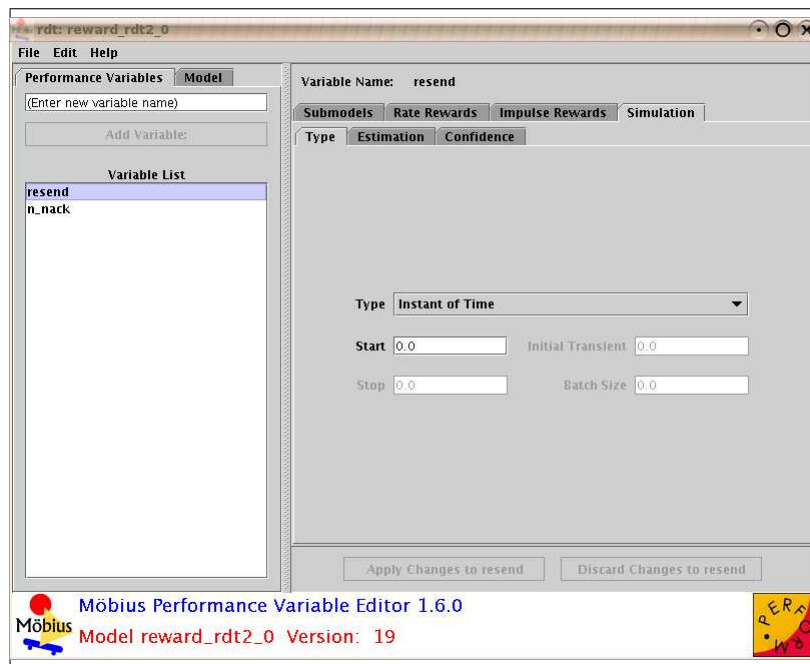 rdt: reward_rdt2_0
File Edit Help
Performance Variables Model
(Enter new variable name)
Add Variable:
Variable List
resend
n_nack
Variable Name: resend
Submodels Rate Rewards Impulse Rewards Simulation
Type Estimation Confidence
Type Instant of Time
Start 0.0 Initial Transient 0.0
Stop 0.0 Batch Size 0.0
Apply Changes to resend Discard Changes to resend
Möbius
Möbius Performance Variable Editor 1.6.0
Model reward_rdt2_0 Version: 19
PERFORM